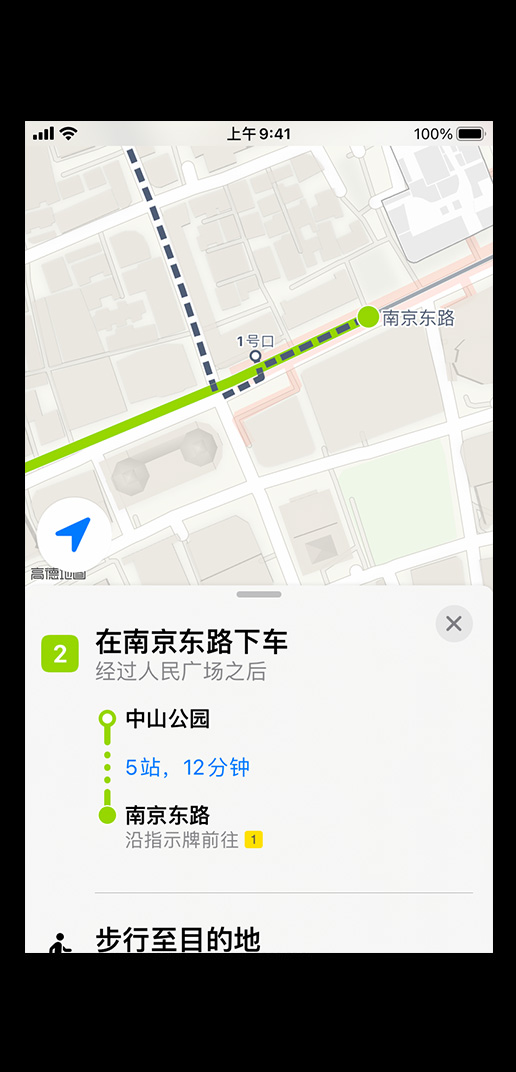 上午9:41
100%
1号口
南京东路
高德地图
2
在南京东路下车
经过人民广场之后
中山公园
5站，12分钟
南京东路
沿指示牌前往 1
步行至目的地